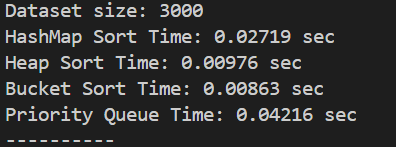 Dataset size: 3000
HashMap Sort Time: 0.02719 sec
Heap Sort Time: 0.00976 sec
Bucket Sort Time: 0.00863 sec
Priority Queue Time: 0.04216 sec
----------